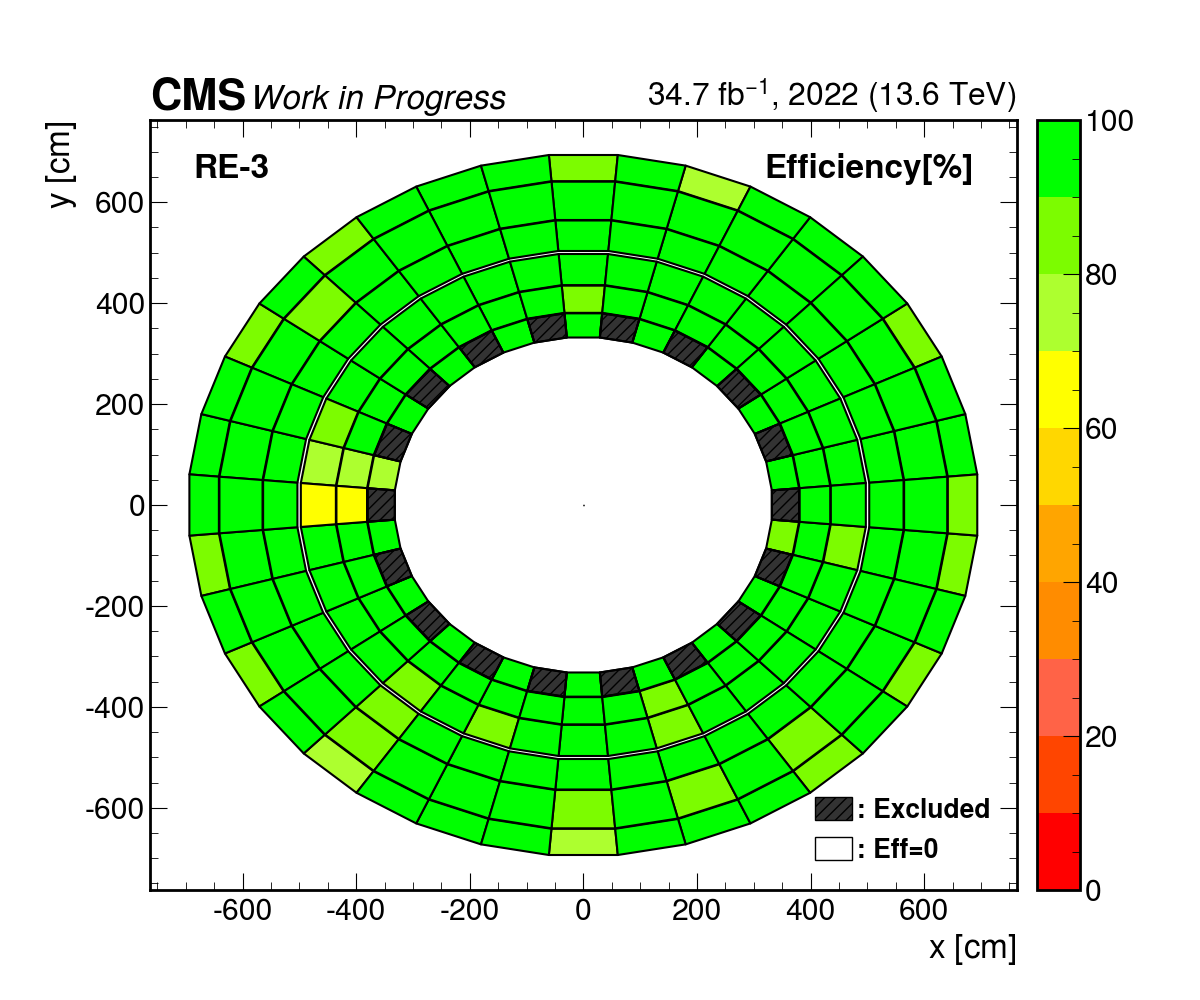 CMS Work in Progress 34.7 fb⁻¹, 2022 (13.6 TeV)
y [cm]
RE-3 Efficiency[%]
600
400
200
0
-200
-400
-600
100
80
60
40
20
0
: Excluded
: Eff=0
-600 -400 -200 0 200 400 600
x [cm]